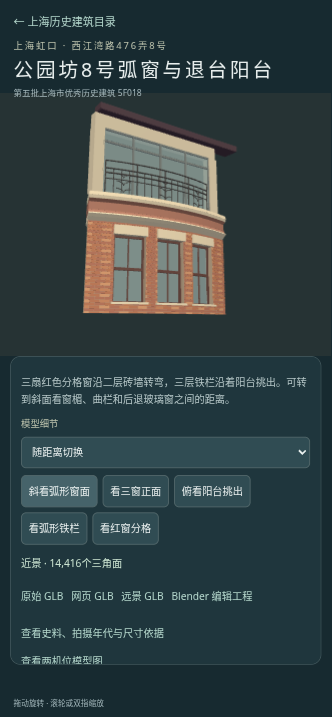 ← 上海历史建筑目录
上海虹口 · 西江湾路476弄8号
公园坊8号弧窗与退台阳台
第五批上海市优秀历史建筑 5F018
三扇红色分格窗沿二层砖墙转弯，三层铁栏沿着阳台挑出。可转
到斜面看窗楣、曲栏和后退玻璃窗之间的距离。
模型细节
随距离切换
斜看弧形窗面 看三窗正面 俯看阳台挑出
看弧形铁栏 看红窗分格
近景 · 14,416个三角面
原始 GLB 网页 GLB 远景 GLB Blender 编辑工程
查看史料、拍摄年代与尺寸依据
查看两机位模型图
拖动旋转 · 滚轮或双指缩放